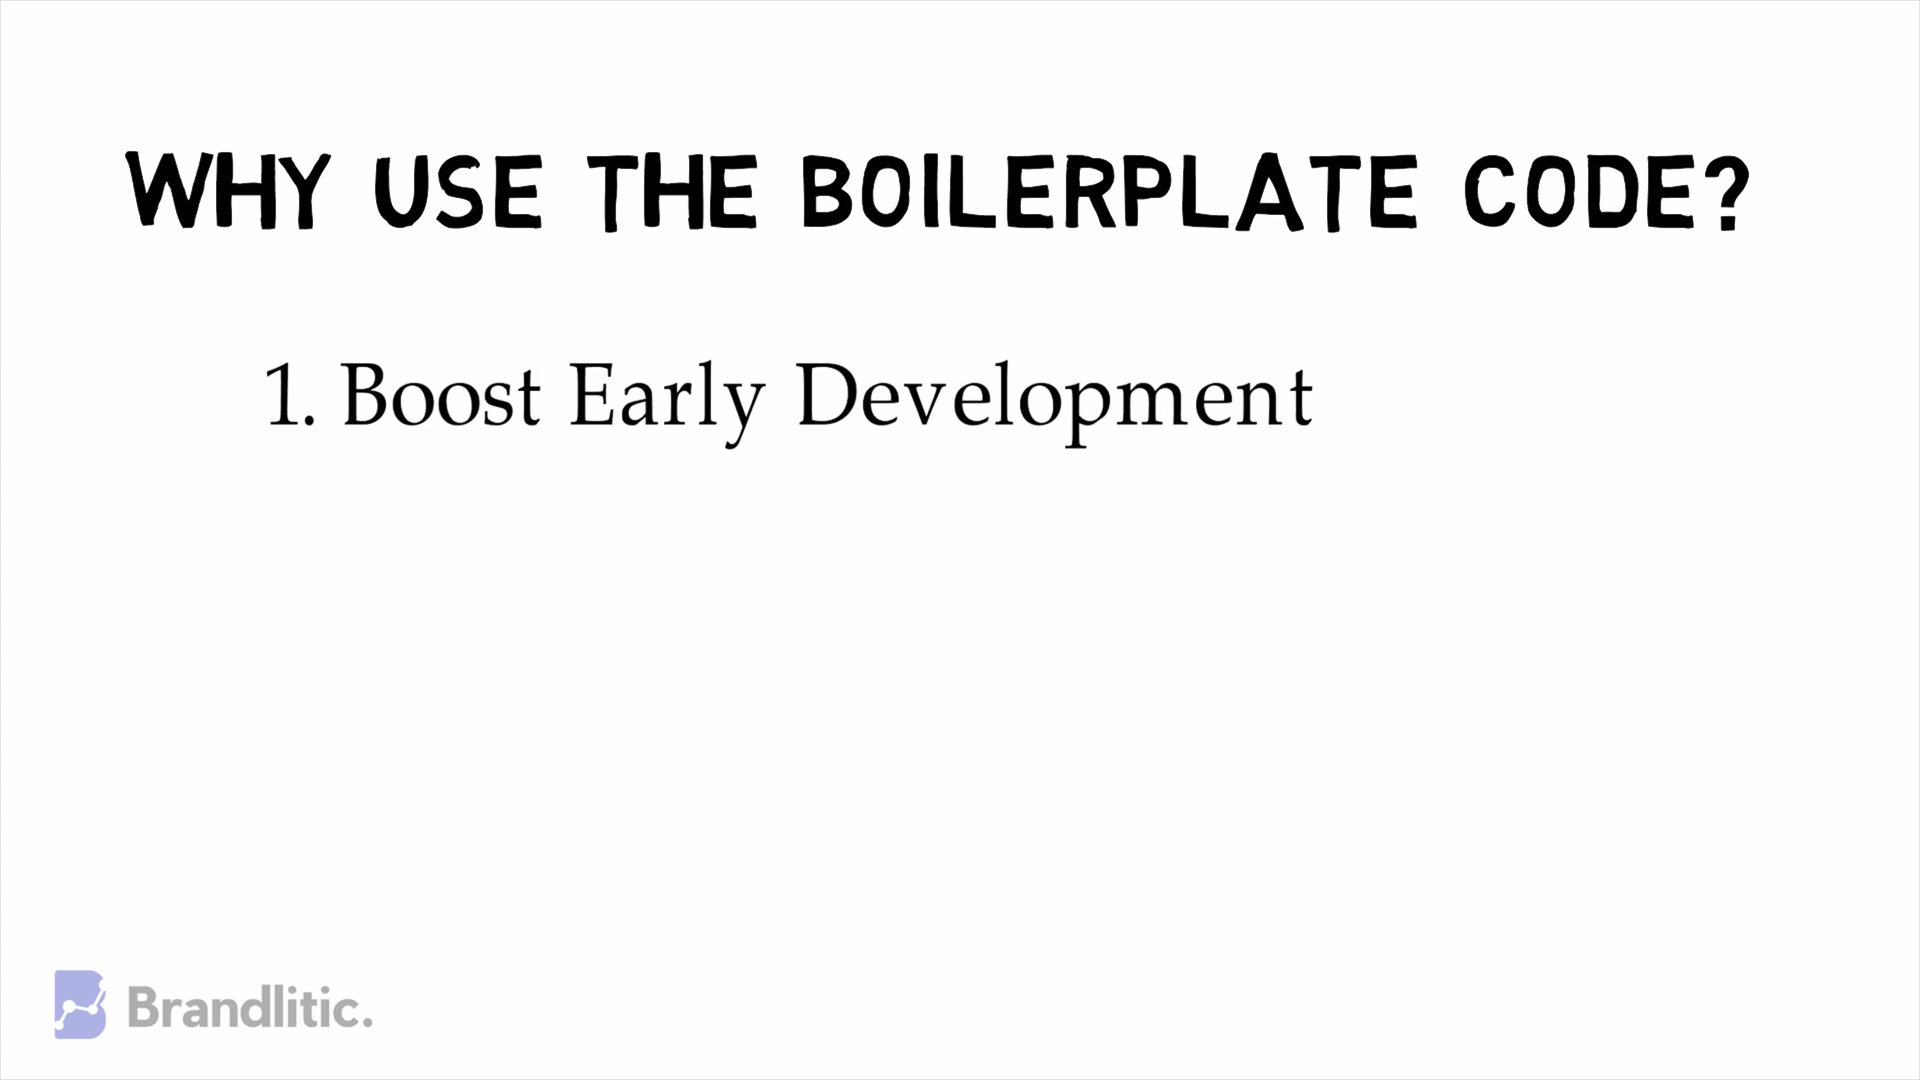 WHY USE THE BOILERPLATE CODE?
1. Boost Early Development
Brandlitic.